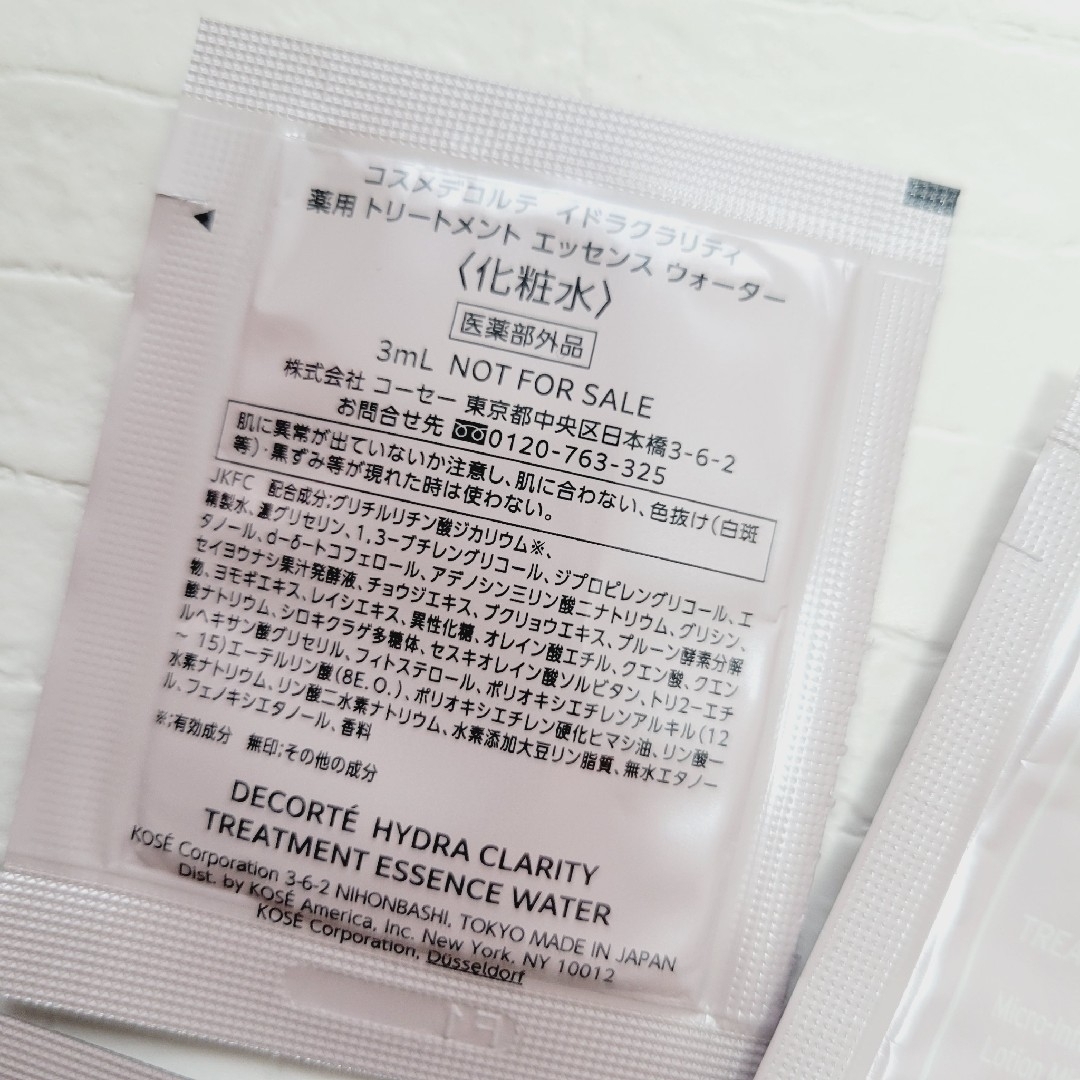 コスメデコルテ イドラクラリティ
薬用 トリートメント エッセンス ウォーター
〈化粧水〉
医薬部外品
3mL NOT FOR SALE
株式会社 コーセー 東京都中央区日本橋3-6-2
お問合せ先 0120-763-325
肌に異常が出ていないか注意し、肌に合わない、色抜け(白斑
等)・黒ずみ等が現れた時は使わない。
JKFC 配合成分;グリチルリチン酸ジカリウム※、
精製水、濃グリセリン、1,3-ブチレングリコール、ジプロピレングリコール、エ
タノール、d-δ-トコフェロール、アデノシン三リン酸二ナトリウム、グリシン、
セイヨウナシ果汁発酵液、チョウジエキス、ブクリョウエキス、プルーン酵素分解
物、ヨモギエキス、レイシエキス、異性化糖、オレイン酸エチル、クエン酸、クエン
酸ナトリウム、シロキクラゲ多糖体、セスキオレイン酸ソルビタン、トリ2-エチ
ルヘキサン酸グリセリル、フィトステロール、ポリオキシエチレンアルキル(12
~15)エーテルリン酸(8E.O.)、ポリオキシエチレン硬化ヒマシ油、リン酸一
水素ナトリウム、リン酸二水素ナトリウム、水素添加大豆リン脂質、無水エタノー
ル、フェノキシエタノール、香料
※;有効成分 無印;その他の成分
DECORTÉ HYDRA CLARITY
TREATMENT ESSENCE WATER
KOSÉ Corporation 3-6-2 NIHONBASHI, TOKYO MADE IN JAPAN
Dist. by KOSÉ America, Inc. New York, NY 10012
KOSÉ Corporation, Düsseldorf